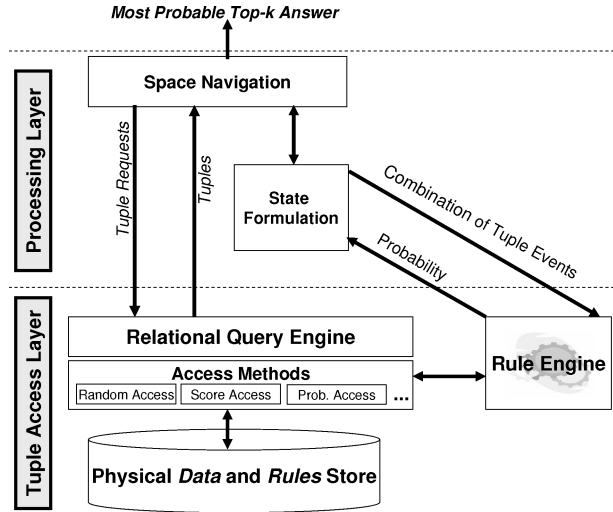 Most Probable Top-k Answer
Processing Layer
Space Navigation
Tuple Requests
Tuples
State
Formulation
Combination of Tuple Events
Probability
Tuple Access Layer
Relational Query Engine
Rule Engine
Access Methods
Random Access
Score Access
Prob. Access
...
Physical Data and Rules Store